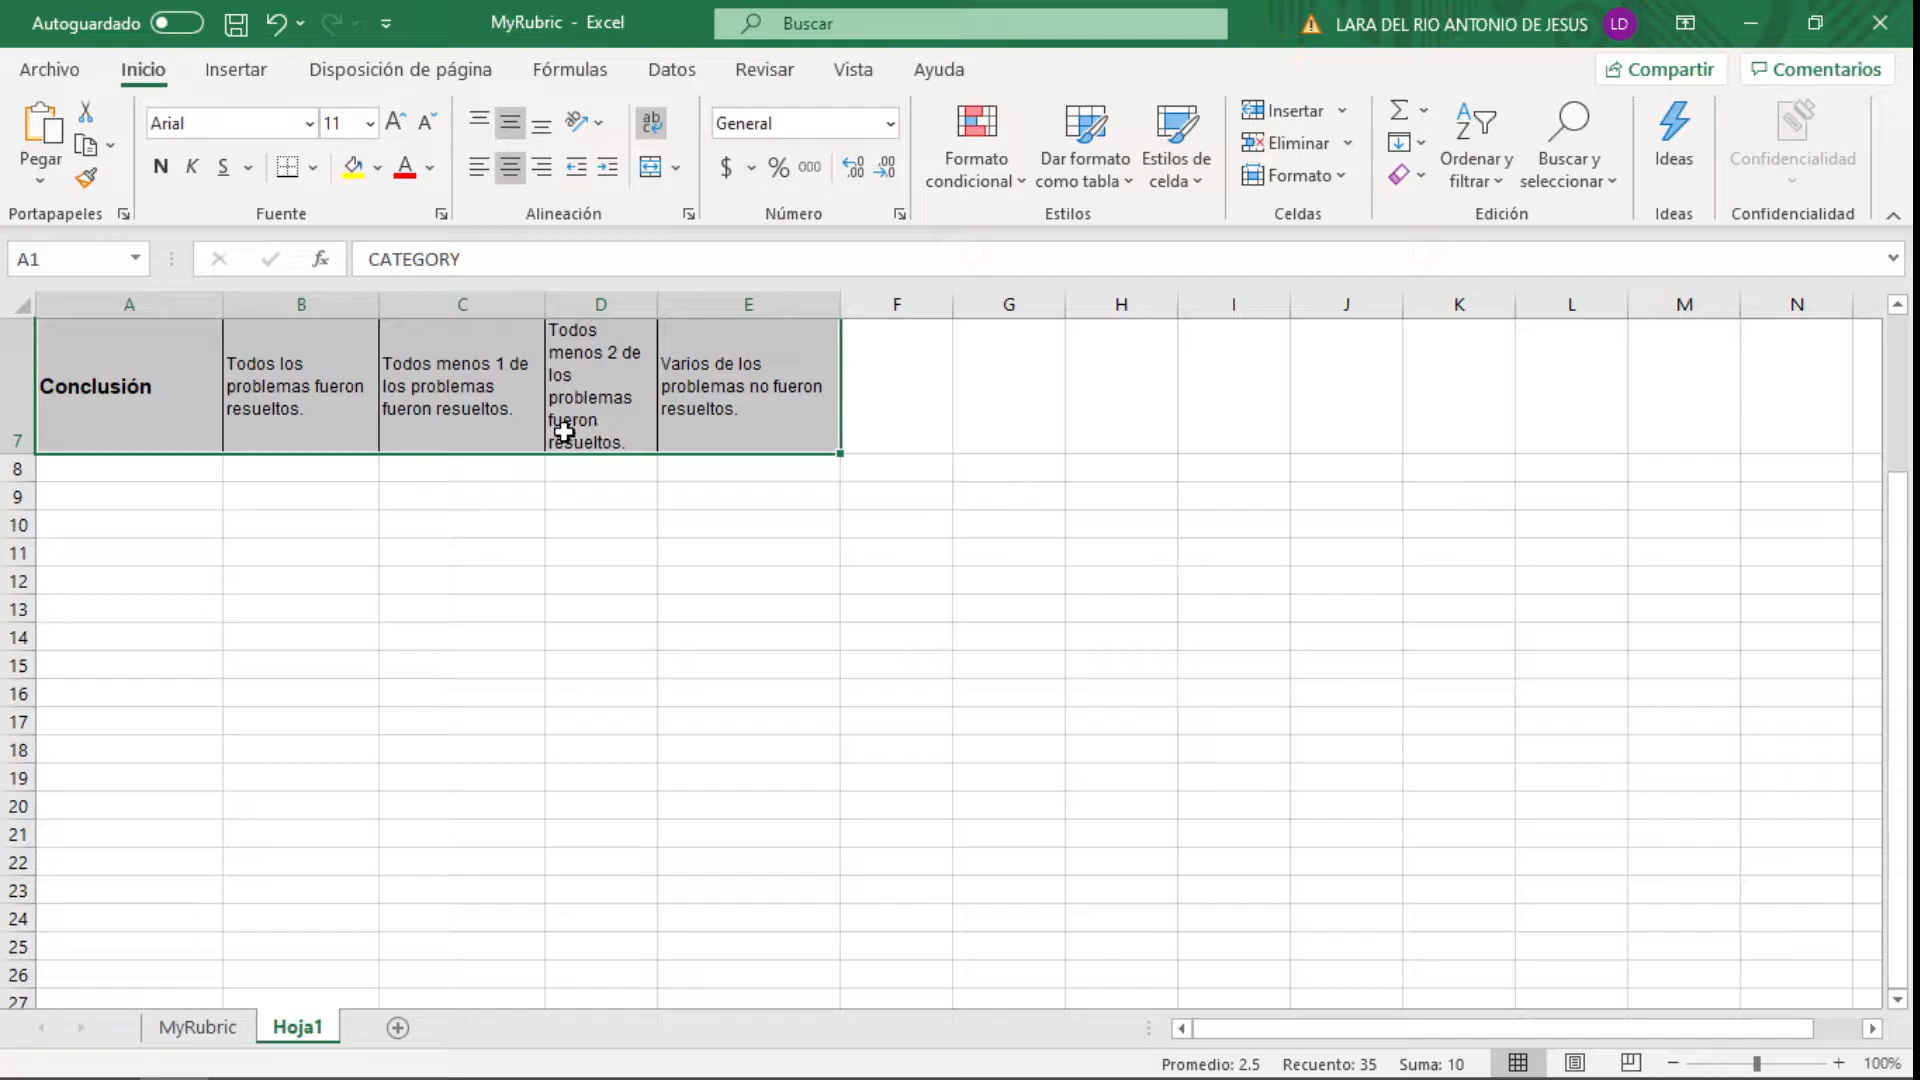 Autoguardado
MyRubric - Excel
Buscar
LARA DEL RIO ANTONIO DE JESUS
LD
Archivo
Inicio
Insertar
Disposición de página
Fórmulas
Datos
Revisar
Vista
Ayuda
Compartir
Comentarios
Pegar
Portapapeles
Arial
11
N K S
Fuente
ab
Alineación
General
$ % 000
Número
Formato
condicional
Dar formato
como tabla
Estilos de
celda
Estilos
Insertar
Eliminar
Formato
Celdas
Ordenar y
filtrar
Buscar y
seleccionar
Edición
Ideas
Ideas
Confidencialidad
Confidencialidad
A1
fx
CATEGORY
A B C D E F G H I J K L M N
7
Conclusión
Todos los
problemas fueron
resueltos.
Todos menos 1 de
los problemas
fueron resueltos.
Todos
menos 2 de
los
problemas
fueron
resueltos.
Varios de los
problemas no fueron
resueltos.
8
9
10
11
12
13
14
15
16
17
18
19
20
21
22
23
24
25
26
27
MyRubric
Hoja1
Promedio: 2.5
Recuento: 35
Suma: 10
100%